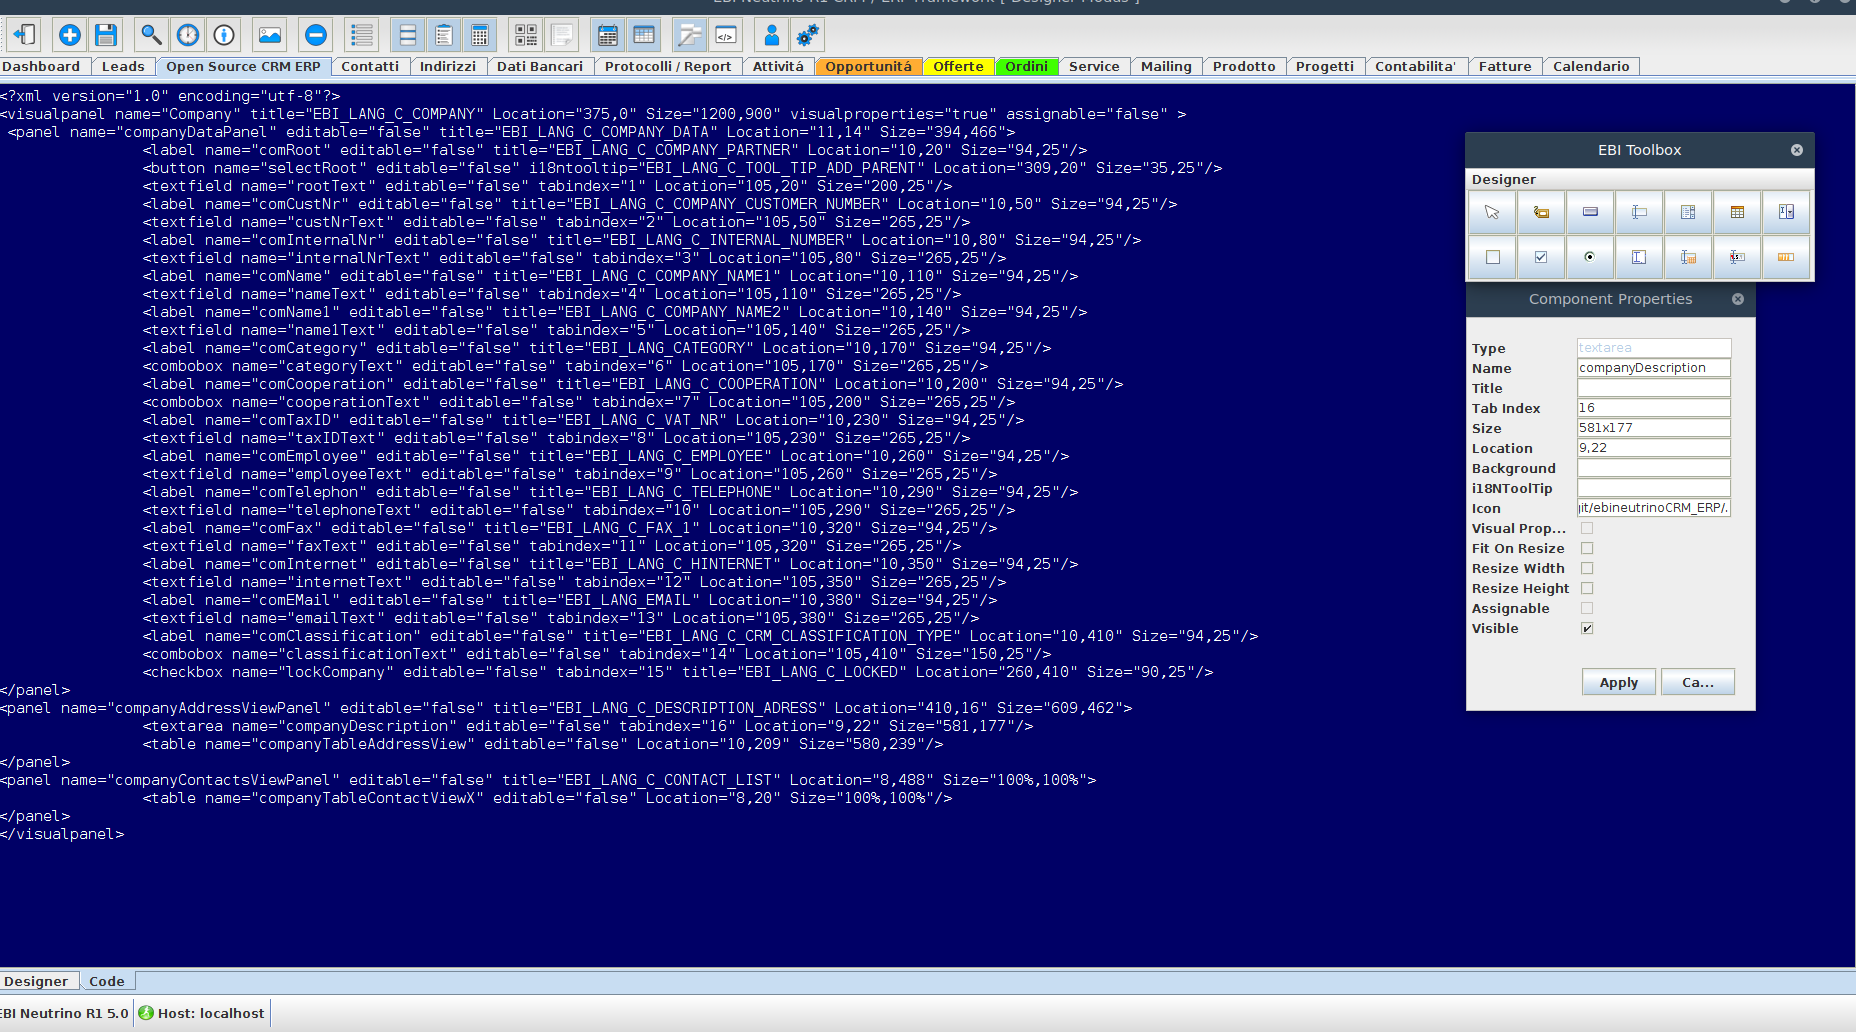 EBI Neutrino R1 CRM / ERP Framework [ Designer Modus ]
Dashboard Leads Open Source CRM ERP Contatti Indirizzi Dati Bancari Protocolli / Report Attivitá Opportunitá Offerte Ordini Service Mailing Prodotto Progetti Contabilita' Fatture Calendario
<?xml version="1.0" encoding="utf-8"?>
<visualpanel name="Company" title="EBI_LANG_C_COMPANY" Location="375,0" Size="1200,900" visualproperties="true" assignable="false" >
<panel name="companyDataPanel" editable="false" title="EBI_LANG_C_COMPANY_DATA" Location="11,14" Size="394,466">
<label name="comRoot" editable="false" title="EBI_LANG_C_COMPANY_PARTNER" Location="10,20" Size="94,25"/>
<button name="selectRoot" editable="false" i18ntooltip="EBI_LANG_C_TOOL_TIP_ADD_PARENT" Location="309,20" Size="35,25"/>
<textfield name="rootText" editable="false" tabindex="1" Location="105,20" Size="200,25"/>
<label name="comCustNr" editable="false" title="EBI_LANG_C_COMPANY_CUSTOMER_NUMBER" Location="10,50" Size="94,25"/>
<textfield name="custNrText" editable="false" tabindex="2" Location="105,50" Size="265,25"/>
<label name="comInternalNr" editable="false" title="EBI_LANG_C_INTERNAL_NUMBER" Location="10,80" Size="94,25"/>
<textfield name="internalNrText" editable="false" tabindex="3" Location="105,80" Size="265,25"/>
<label name="comName" editable="false" title="EBI_LANG_C_COMPANY_NAME1" Location="10,110" Size="94,25"/>
<textfield name="nameText" editable="false" tabindex="4" Location="105,110" Size="265,25"/>
<label name="comName1" editable="false" title="EBI_LANG_C_COMPANY_NAME2" Location="10,140" Size="94,25"/>
<textfield name="name1Text" editable="false" tabindex="5" Location="105,140" Size="265,25"/>
<label name="comCategory" editable="false" title="EBI_LANG_CATEGORY" Location="10,170" Size="94,25"/>
<combobox name="categoryText" editable="false" tabindex="6" Location="105,170" Size="265,25"/>
<label name="comCooperation" editable="false" title="EBI_LANG_C_COOPERATION" Location="10,200" Size="94,25"/>
<combobox name="cooperationText" editable="false" tabindex="7" Location="105,200" Size="265,25"/>
<label name="comTaxID" editable="false" title="EBI_LANG_C_VAT_NR" Location="10,230" Size="94,25"/>
<textfield name="taxIDText" editable="false" tabindex="8" Location="105,230" Size="265,25"/>
<label name="comEmployee" editable="false" title="EBI_LANG_C_EMPLOYEE" Location="10,260" Size="94,25"/>
<textfield name="employeeText" editable="false" tabindex="9" Location="105,260" Size="265,25"/>
<label name="comTelephon" editable="false" title="EBI_LANG_C_TELEPHONE" Location="10,290" Size="94,25"/>
<textfield name="telephoneText" editable="false" tabindex="10" Location="105,290" Size="265,25"/>
<label name="comFax" editable="false" title="EBI_LANG_C_FAX_1" Location="10,320" Size="94,25"/>
<textfield name="faxText" editable="false" tabindex="11" Location="105,320" Size="265,25"/>
<label name="comInternet" editable="false" title="EBI_LANG_C_HINTERNET" Location="10,350" Size="94,25"/>
<textfield name="internetText" editable="false" tabindex="12" Location="105,350" Size="265,25"/>
<label name="comEMail" editable="false" title="EBI_LANG_EMAIL" Location="10,380" Size="94,25"/>
<textfield name="emailText" editable="false" tabindex="13" Location="105,380" Size="265,25"/>
<label name="comClassification" editable="false" title="EBI_LANG_C_CRM_CLASSIFICATION_TYPE" Location="10,410" Size="94,25"/>
<combobox name="classificationText" editable="false" tabindex="14" Location="105,410" Size="150,25"/>
<checkbox name="lockCompany" editable="false" tabindex="15" title="EBI_LANG_C_LOCKED" Location="260,410" Size="90,25"/>
</panel>
<panel name="companyAddressViewPanel" editable="false" title="EBI_LANG_C_DESCRIPTION_ADRESS" Location="410,16" Size="609,462">
<textarea name="companyDescription" editable="false" tabindex="16" Location="9,22" Size="581,177"/>
<table name="companyTableAddressView" editable="false" Location="10,209" Size="580,239"/>
</panel>
<panel name="companyContactsViewPanel" editable="false" title="EBI_LANG_C_CONTACT_LIST" Location="8,488" Size="100%,100%">
<table name="companyTableContactViewX" editable="false" Location="8,20" Size="100%,100%"/>
</panel>
</visualpanel>
EBI Toolbox
Designer
Component Properties
Type textarea
Name companyDescription
Title
Tab Index 16
Size 581x177
Location 9,22
Background
i18NToolTip
Icon git/ebineutrinoCRM_ERP/.
Visual Prop...
Fit On Resize
Resize Width
Resize Height
Assignable
Visible
Apply Ca...
Designer Code
EBI Neutrino R1 5.0 Host: localhost